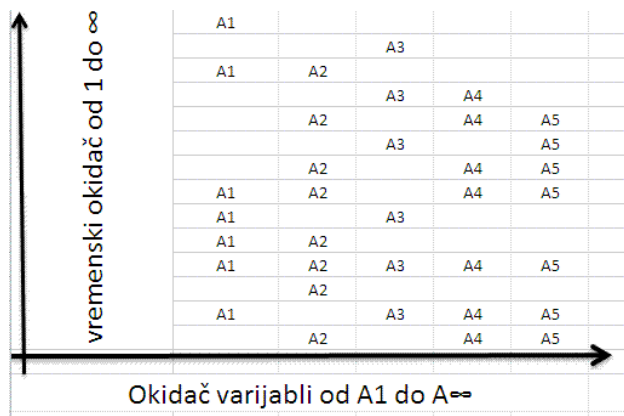 vremenski okidač od 1 do ∞
A1
A3
A1 A2
A3 A4
A2 A4 A5
A3 A5
A2 A4 A5
A1 A2 A4 A5
A1 A3
A1 A2
A1 A2 A3 A4 A5
A2
A1 A3 A4 A5
A2 A4 A5
Okidač varijabli od A1 do A∞